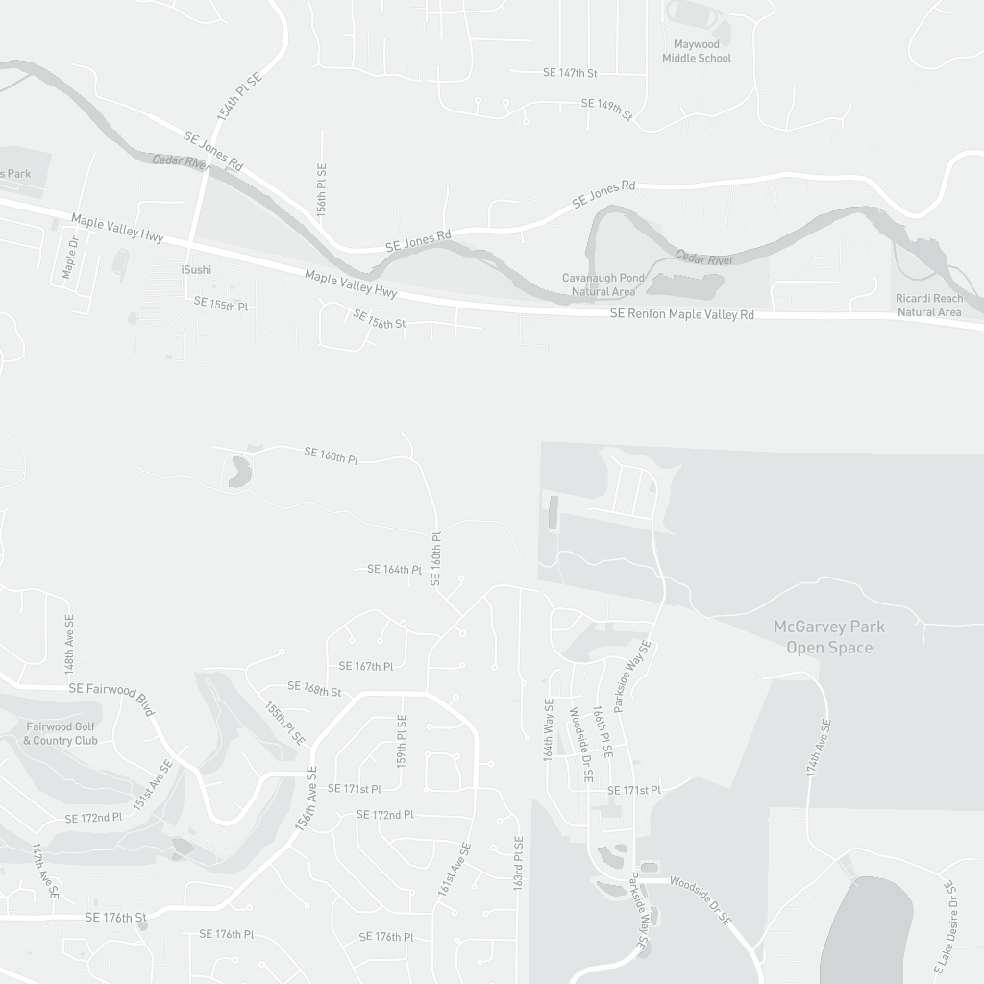 Maywood
Middle School
SE 147th St
SE 149th St
154th Pl SE
SE Jones Rd
Cedar River
s Park
156th Pl SE
SE Jones Rd
Maple Valley Hwy
Maple Dr
SE Jones Rd
Cedar River
iSushi
Maple Valley Hwy
Cavanaugh Pond
Natural Area
Ricardi Reach
Natural Area
SE 155th Pl
SE 156th St
SE Renton Maple Valley Rd
SE 160th Pl
SE 160th Pl
SE 164th Pl
McGarvey Park
Open Space
148th Ave SE
SE 167th Pl
Parkside Way SE
SE Fairwood Blvd
SE 168th St
155th Pl SE
Fairwood Golf
& Country Club
159th Pl SE
164th Way SE
Woodside Dr SE
166th Pl SE
174th Ave SE
151st Ave SE
156th Ave SE
SE 171st Pl
SE 171st Pl
SE 172nd Pl
SE 172nd Pl
147th Ave SE
161st Ave SE
163rd Pl SE
Parkside Way SE
Woodside Dr SE
SE 176th St
SE 176th Pl
SE 176th Pl
E Lake Desire Dr SE